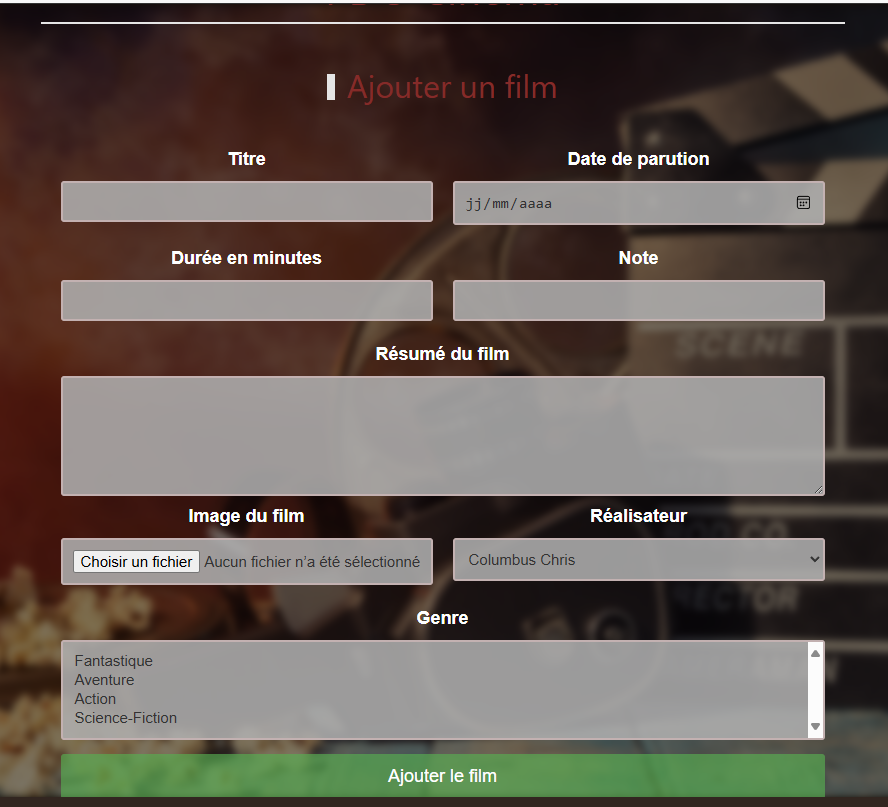 Ajouter un film
Titre
Date de parution
jj/mm/aaaa
Durée en minutes
Note
Résumé du film
Image du film
Réalisateur
Choisir un fichier Aucun fichier n’a été sélectionné
Columbus Chris
Genre
Fantastique
Aventure
Action
Science-Fiction
Ajouter le film
SCENE